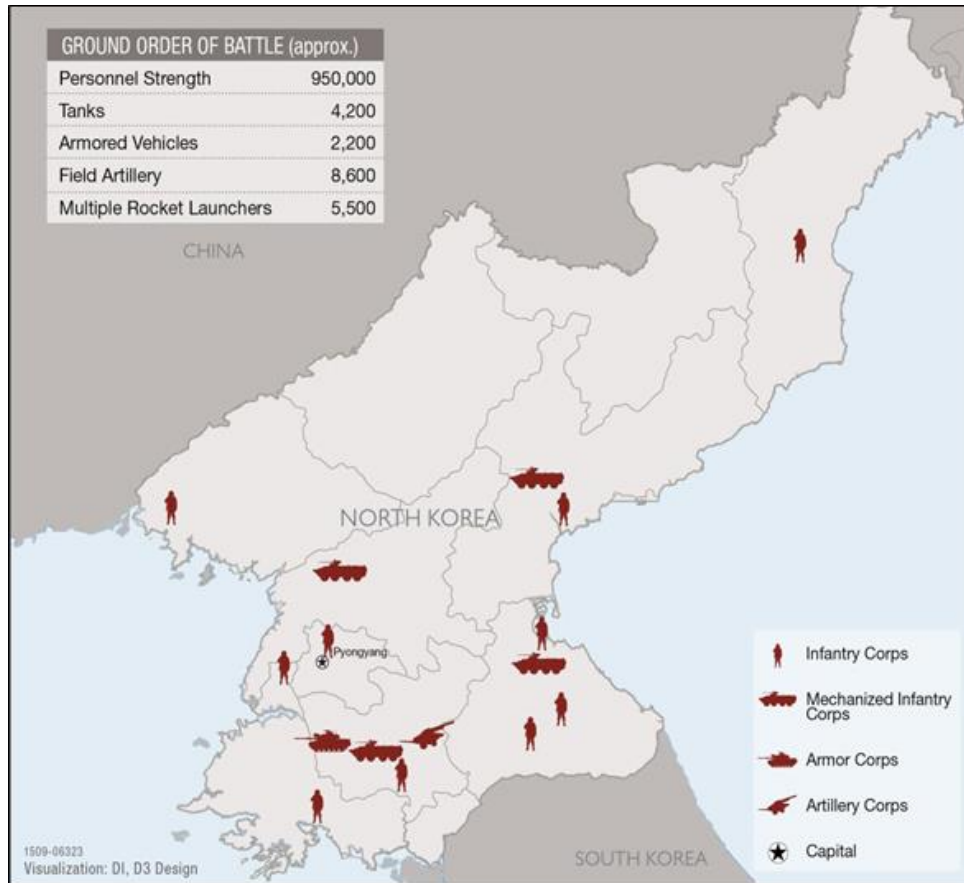 GROUND ORDER OF BATTLE (approx.)
Personnel Strength 950,000
Tanks 4,200
Armored Vehicles 2,200
Field Artillery 8,600
Multiple Rocket Launchers 5,500
CHINA
NORTH KOREA
Pyongyang
Infantry Corps
Mechanized Infantry
Corps
Armor Corps
Artillery Corps
Capital
SOUTH KOREA
1509-06323
Visualization: DI, D3 Design